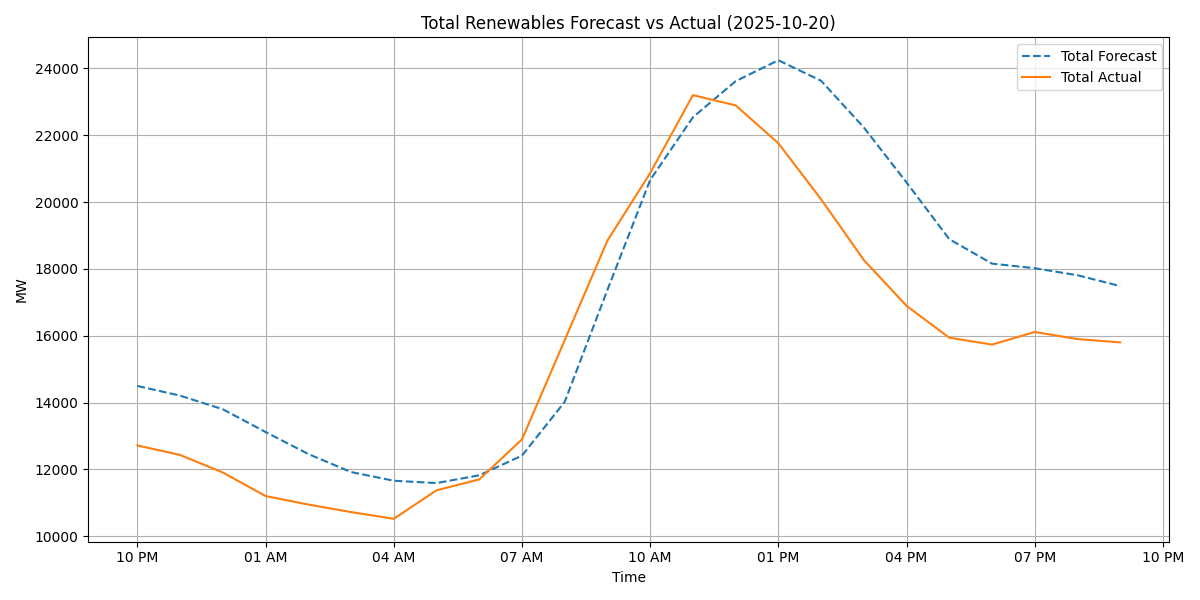 Total Renewables Forecast vs Actual (2025-10-20)
Total Forecast
Total Actual
24000
22000
20000
18000
16000
14000
12000
10000
MW
10 PM 01 AM 04 AM 07 AM 10 AM 01 PM 04 PM 07 PM 10 PM
Time